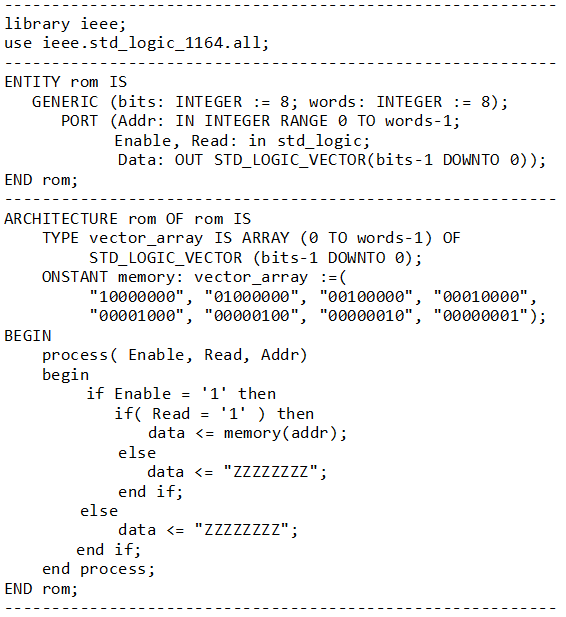 -----------------------------------------------------------
library ieee;
use ieee.std_logic_1164.all;
-----------------------------------------------------------
ENTITY rom IS
   GENERIC (bits: INTEGER := 8; words: INTEGER := 8);
      PORT (Addr: IN INTEGER RANGE 0 TO words-1;
            Enable, Read: in std_logic;
            Data: OUT STD_LOGIC_VECTOR(bits-1 DOWNTO 0));
END rom;
-----------------------------------------------------------
ARCHITECTURE rom OF rom IS
    TYPE vector_array IS ARRAY (0 TO words-1) OF
         STD_LOGIC_VECTOR (bits-1 DOWNTO 0);
    ONSTANT memory: vector_array :=(
         "10000000", "01000000", "00100000", "00010000",
         "00001000", "00000100", "00000010", "00000001");
BEGIN
    process( Enable, Read, Addr)
    begin
         if Enable = '1' then
            if( Read = '1' ) then
               data <= memory(addr);
            else
               data <= "ZZZZZZZZ";
            end if;
        else
            data <= "ZZZZZZZZ";
        end if;
    end process;
END rom;
-----------------------------------------------------------